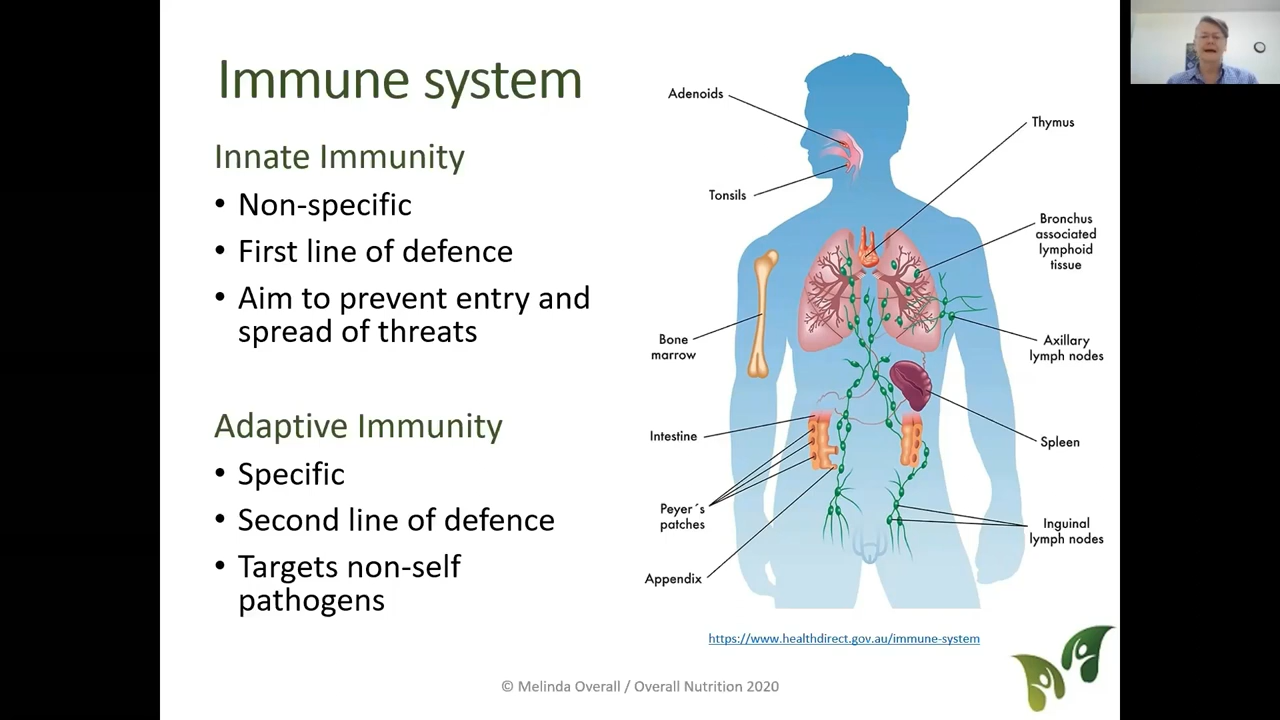 Immune system
Innate Immunity
• Non-specific
• First line of defence
• Aim to prevent entry and
spread of threats
Adaptive Immunity
• Specific
• Second line of defence
• Targets non-self
pathogens
Adenoids
Tonsils
Bone
marrow
Intestine
Peyer´s
patches
Appendix
Thymus
Bronchus
associated
lymphoid
tissue
Axillary
lymph nodes
Spleen
Inguinal
lymph nodes
https://www.healthdirect.gov.au/immune-system
© Melinda Overall / Overall Nutrition 2020